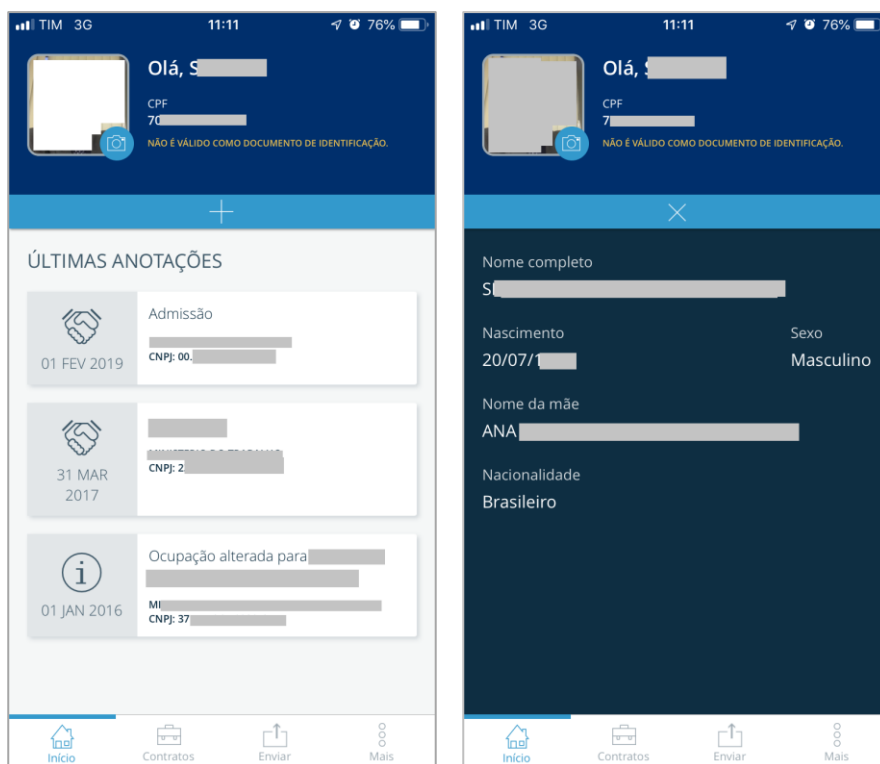 TIM 3G 11:11 76%
Olá, S
CPF
70
NÃO É VÁLIDO COMO DOCUMENTO DE IDENTIFICAÇÃO.
ÚLTIMAS ANOTAÇÕES
Admissão
CNPJ: 00.
01 FEV 2019
CNPJ: 2
31 MAR
2017
Ocupação alterada para
MI
CNPJ: 37
01 JAN 2016
Início
Contratos
Enviar
Mais
TIM 3G 11:11 76%
Olá,
CPF
7
NÃO É VÁLIDO COMO DOCUMENTO DE IDENTIFICAÇÃO.
Nome completo
Nascimento
Sexo
20/07/1
Masculino
Nome da mãe
ANA
Nacionalidade
Brasileiro
Início
Contratos
Enviar
Mais